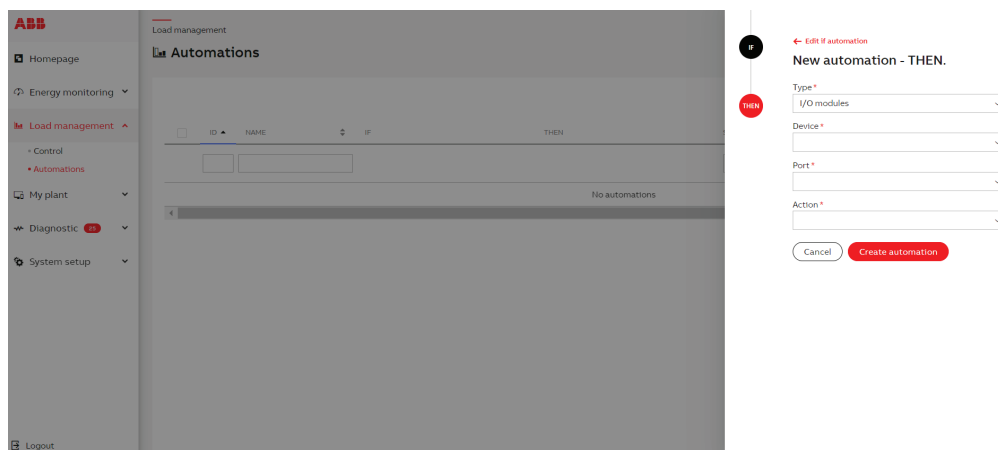 ABB
Homepage
Energy monitoring
Load management
Control
Automations
My plant
Diagnostic 25
System setup
Logout
Load management
Automations
ID NAME IF THEN
No automations
IF
THEN
Edit if automation
New automation - THEN.
Type *
I/O modules
Device *
Port *
Action *
Cancel Create automation